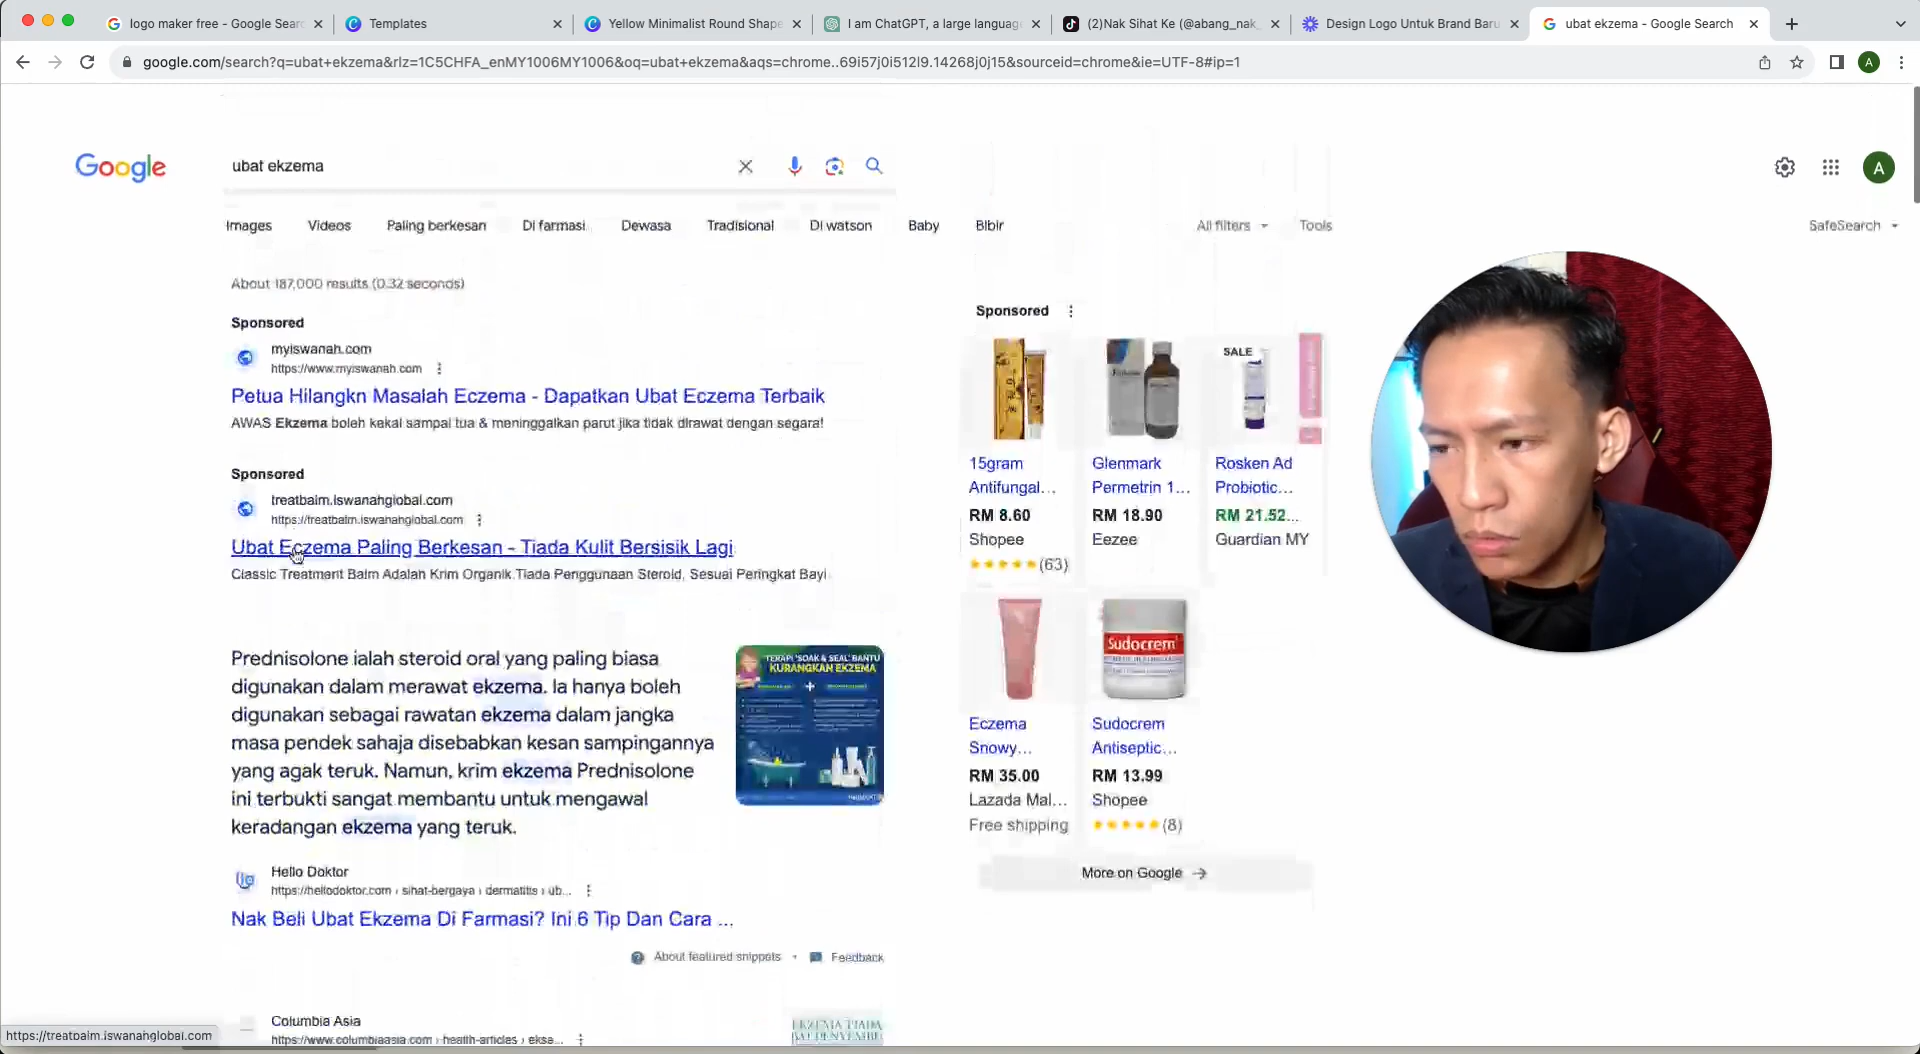 logo maker free - Google Searc
Templates
Yellow Minimalist Round Shape
I am ChatGPT, a large language
(2)Nak Sihat Ke (@abang_nak_
Design Logo Untuk Brand Baru
ubat ekzema - Google Search
google.com/search?q=ubat+ekzema&rlz=1C5CHFA_enMY1006MY1006&oq=ubat+ekzema&aqs=chrome..69i57j0i512l9.14268j0j15&sourceid=chrome&ie=UTF-8#ip=1
A
Google
ubat ekzema
A
Images Videos Paling berkesan Di farmasi Dewasa Tradisional Di watson Baby Bibir All filters Tools SafeSearch
About 187,000 results (0.32 seconds)
Sponsored
myiswanah.com
https://www.myiswanah.com
Petua Hilangkn Masalah Eczema - Dapatkan Ubat Eczema Terbaik
AWAS Ekzema boleh kekal sampai tua & meninggalkan parut jika tidak dirawat dengan segara!
Sponsored
treatbalm.iswanahglobal.com
https://treatbalm.iswanahglobal.com
Ubat Eczema Paling Berkesan - Tiada Kulit Bersisik Lagi
Classic Treatment Balm Adalah Krim Organik.Tiada Penggunaan Steroid, Sesuai Peringkat Bayi
Prednisolone ialah steroid oral yang paling biasa
digunakan dalam merawat ekzema. Ia hanya boleh
digunakan sebagai rawatan ekzema dalam jangka
masa pendek sahaja disebabkan kesan sampingannya
yang agak teruk. Namun, krim ekzema Prednisolone
ini terbukti sangat membantu untuk mengawal
keradangan ekzema yang teruk.
TERAPI 'SOAK & SEAL' BANTU
KURANGKAN EKZEMA
Hello Doktor
https://hellodoktor.com › sihat-bergaya › dermatitis › ub...
Nak Beli Ubat Ekzema Di Farmasi? Ini 6 Tip Dan Cara ...
About featured snippets
Feedback
Columbia Asia
https://www.columbiaasia.com › health-articles › eksa...
Sponsored
SALE
15gram
Antifungal...
RM 8.60
Shopee
(63)
Glenmark
Permetrin 1...
RM 18.90
Eezee
Rosken Ad
Probiotic...
RM 21.52...
Guardian MY
Sudocrem
Eczema
Snowy...
RM 35.00
Lazada Mal...
Free shipping
Sudocrem
Antiseptic...
RM 13.99
Shopee
(8)
More on Google
https://treatbalm.iswanahglobal.com